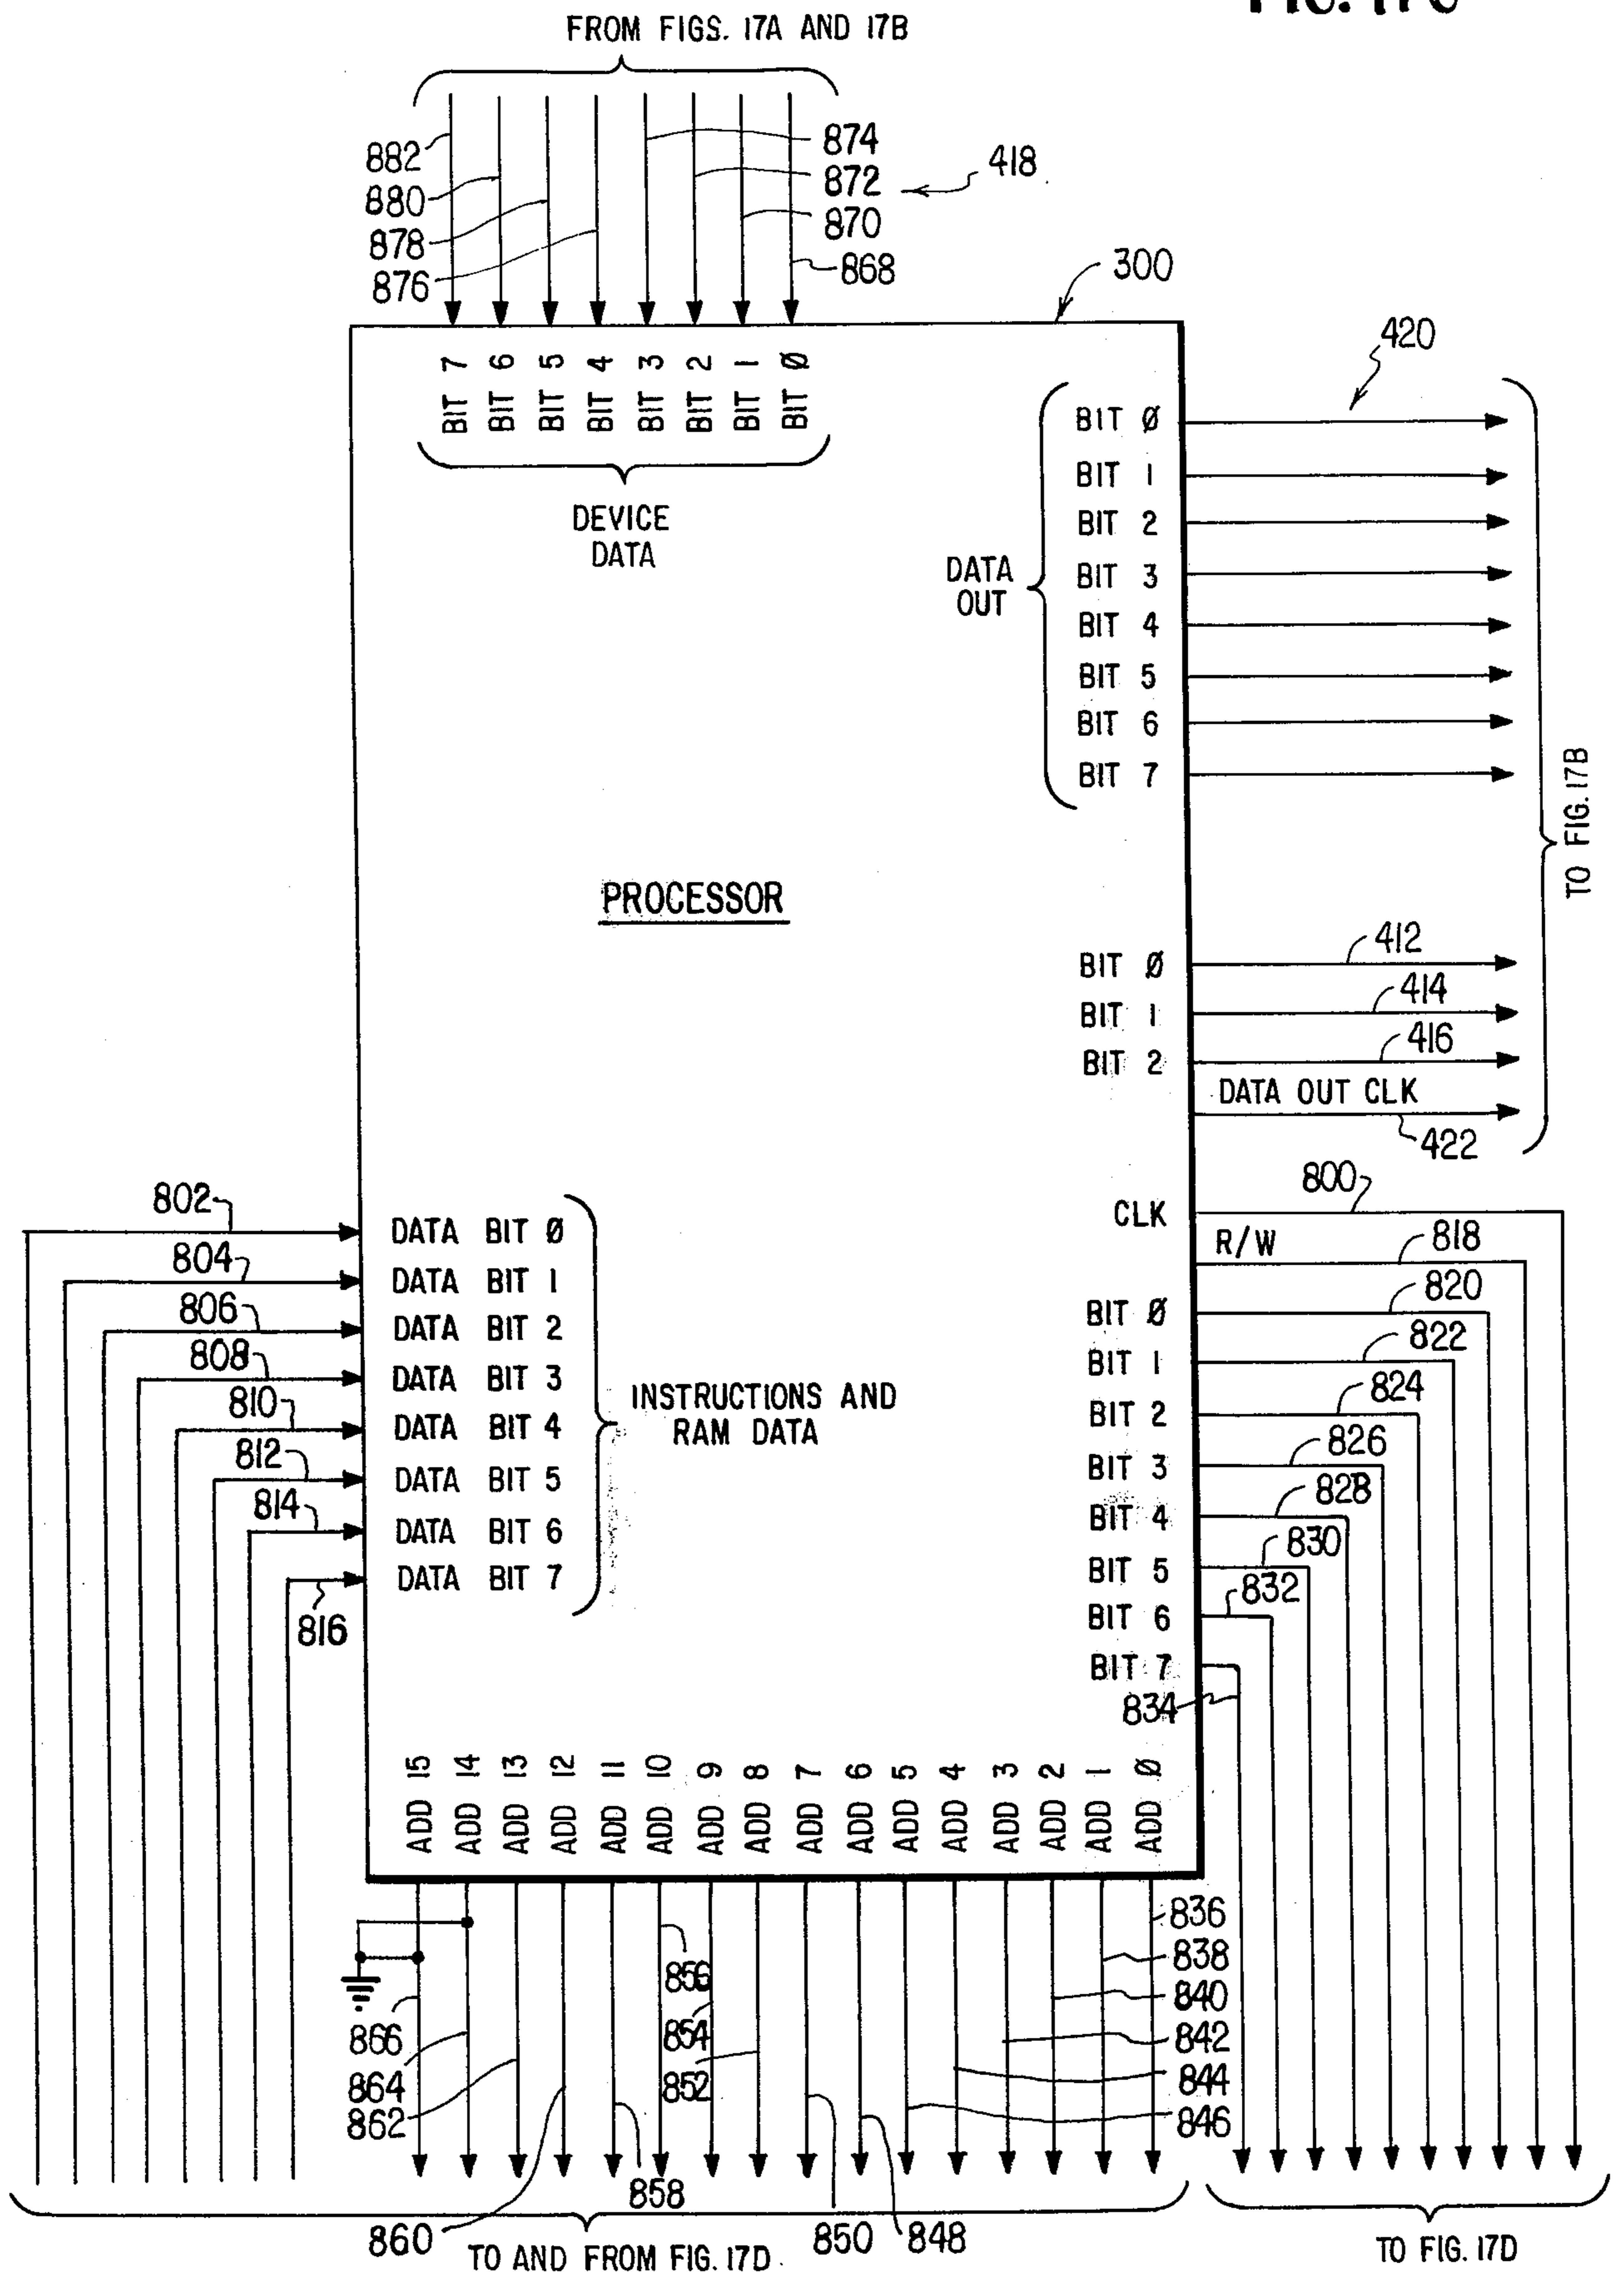 FROM FIGS. 17A AND 17B
882
880
878
876
874
872
870
868
418
300
420
BIT 7
BIT 6
BIT 5
BIT 4
BIT 3
BIT 2
BIT 1
BIT Ø
DEVICE
DATA
DATA
OUT
BIT Ø
BIT 1
BIT 2
BIT 3
BIT 4
BIT 5
BIT 6
BIT 7
TO FIG. 17B
PROCESSOR
BIT Ø
412
BIT 1
414
BIT 2
416
DATA OUT CLK
422
802
804
806
808
810
812
814
816
DATA BIT Ø
DATA BIT 1
DATA BIT 2
DATA BIT 3
DATA BIT 4
DATA BIT 5
DATA BIT 6
DATA BIT 7
INSTRUCTIONS AND
RAM DATA
CLK
800
R/W
818
BIT Ø
820
BIT 1
822
BIT 2
824
BIT 3
826
BIT 4
828
BIT 5
830
BIT 6
832
BIT 7
834
ADD 15
ADD 14
ADD 13
ADD 12
ADD 11
ADD 10
ADD 9
ADD 8
ADD 7
ADD 6
ADD 5
ADD 4
ADD 3
ADD 2
ADD 1
ADD Ø
866
864
862
860
858
856
854
852
850
848
836
838
840
842
844
846
TO AND FROM FIG. 17D
TO FIG. 17D